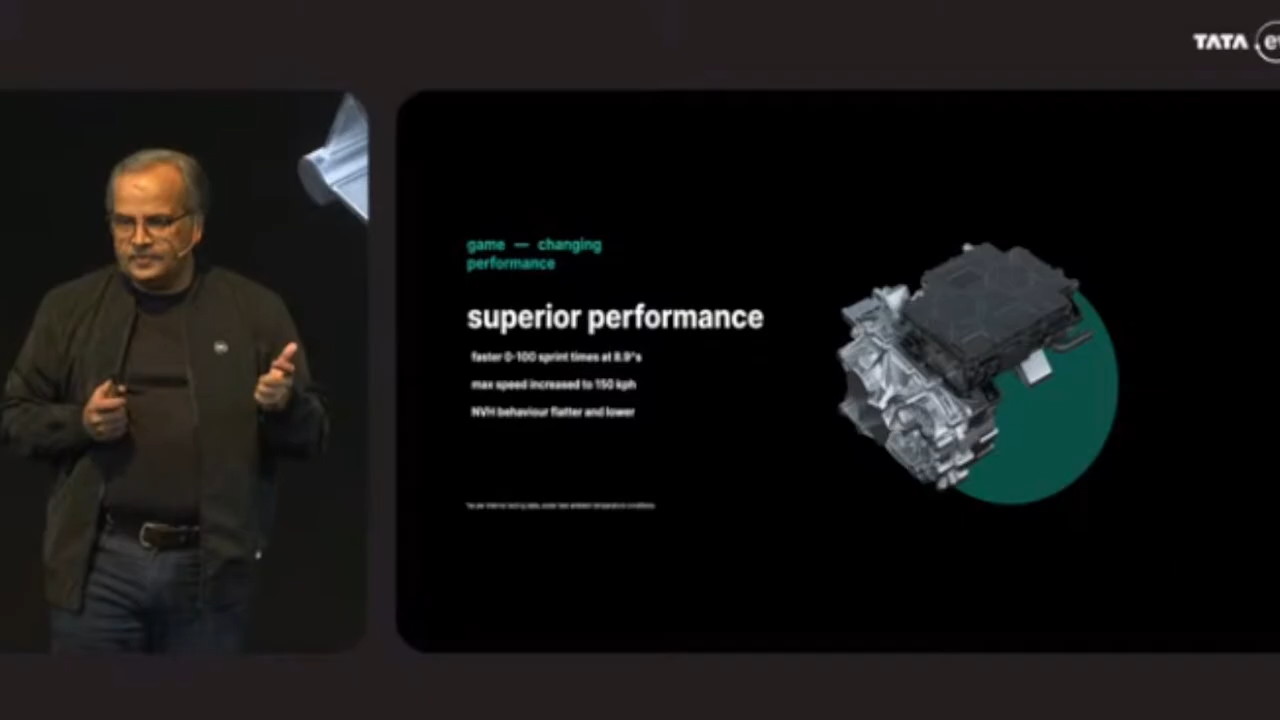 TATA .ev
game — changing
performance
superior performance
faster 0-100 sprint times at 8.9*s
max speed increased to 150 kph
NVH behaviour flatter and lower